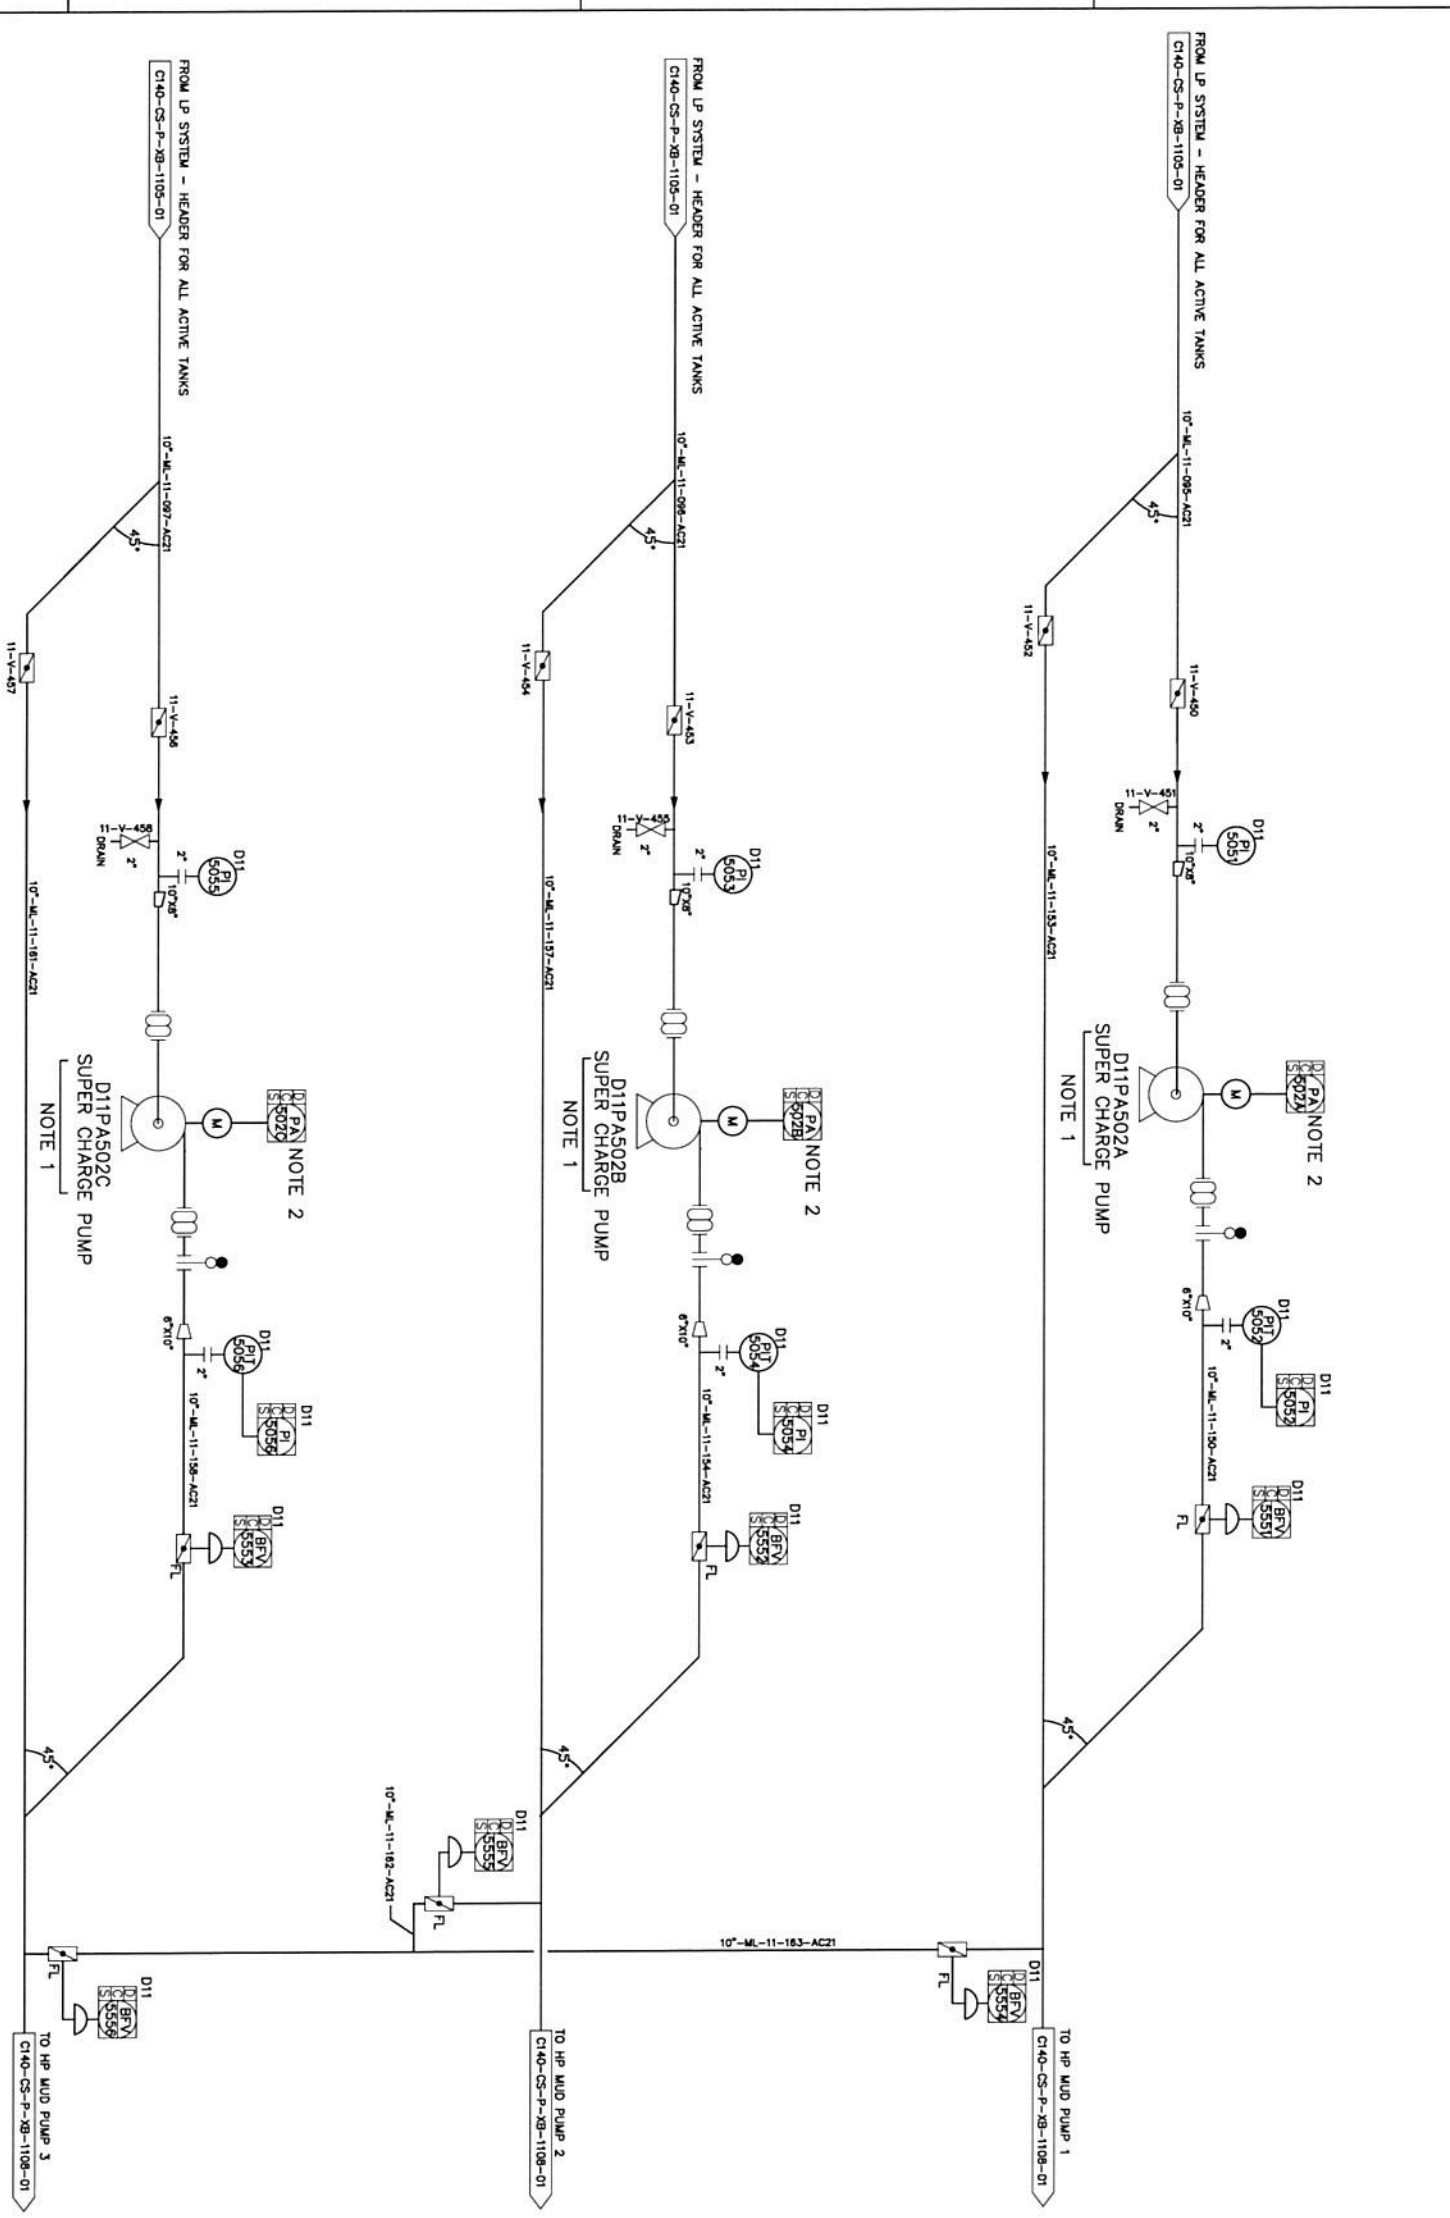 FROM LP SYSTEM - HEADER FOR ALL ACTIVE TANKS
C140-CS-P-XB-1105-01
10"-ML-11-095-AC21
45°
11-V-452
11-V-450
11-V-451
DRAIN
2"
2"
D11
PI
5051
10"X8"
10"-ML-11-153-AC21
D11PA502A
SUPER CHARGE PUMP
NOTE 1
M
D
C
S
PA
502A
NOTE 2
6"X10"
2"
D11
PIT
5052
D11
D
C
S
PI
5052
10"-ML-11-150-AC21
D11
D
C
S
BFV
5551
FL
45°
D11
D
C
S
BFV
5554
FL
TO HP MUD PUMP 1
C140-CS-P-XB-1108-01
FROM LP SYSTEM - HEADER FOR ALL ACTIVE TANKS
C140-CS-P-XB-1105-01
10"-ML-11-096-AC21
45°
11-V-454
11-V-453
11-V-455
DRAIN
2"
2"
D11
PI
5053
10"X8"
10"-ML-11-157-AC21
D11PA502B
SUPER CHARGE PUMP
NOTE 1
M
D
C
S
PA
502B
NOTE 2
6"X10"
2"
D11
PIT
5054
D11
D
C
S
PI
5054
10"-ML-11-154-AC21
D11
D
C
S
BFV
5552
FL
45°
10"-ML-11-163-AC21
D11
D
C
S
BFV
5555
FL
10"-ML-11-162-AC21
TO HP MUD PUMP 2
C140-CS-P-XB-1108-01
FROM LP SYSTEM - HEADER FOR ALL ACTIVE TANKS
C140-CS-P-XB-1105-01
10"-ML-11-097-AC21
45°
11-V-457
11-V-456
11-V-458
DRAIN
2"
2"
D11
PI
5055
10"X8"
10"-ML-11-161-AC21
D11PA502C
SUPER CHARGE PUMP
NOTE 1
M
D
C
S
PA
502C
NOTE 2
6"X10"
2"
D11
PIT
5056
D11
D
C
S
PI
5056
10"-ML-11-158-AC21
D11
D
C
S
BFV
5553
FL
45°
D11
D
C
S
BFV
5556
FL
TO HP MUD PUMP 3
C140-CS-P-XB-1108-01